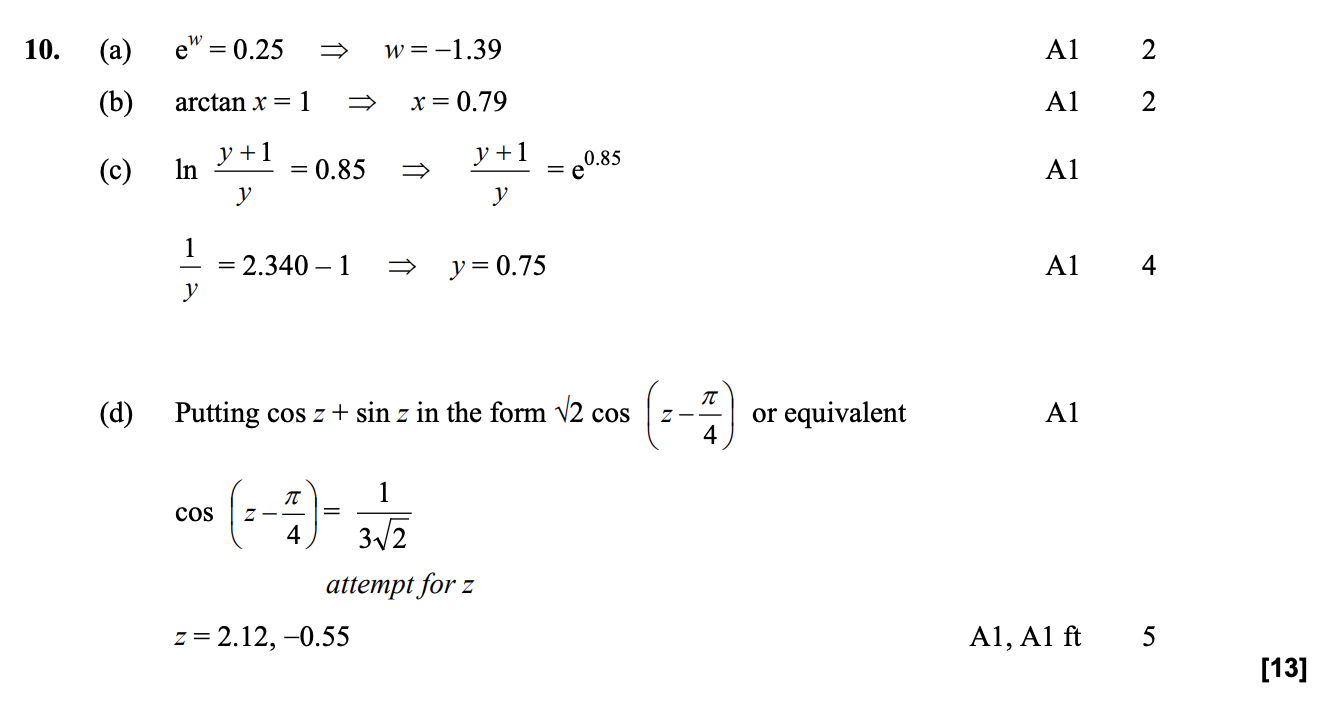 10. (a) e^w = 0.25 ⇒ w = –1.39 A1 2
(b) arctan x = 1 ⇒ x = 0.79 A1 2
(c) ln (y + 1)/y = 0.85 ⇒ (y + 1)/y = e^0.85 A1
1/y = 2.340 – 1 ⇒ y = 0.75 A1 4
(d) Putting cos z + sin z in the form √2 cos (z – π/4) or equivalent A1
cos (z – π/4) = 1/(3√2)
attempt for z
z = 2.12, –0.55 A1, A1 ft 5
[13]